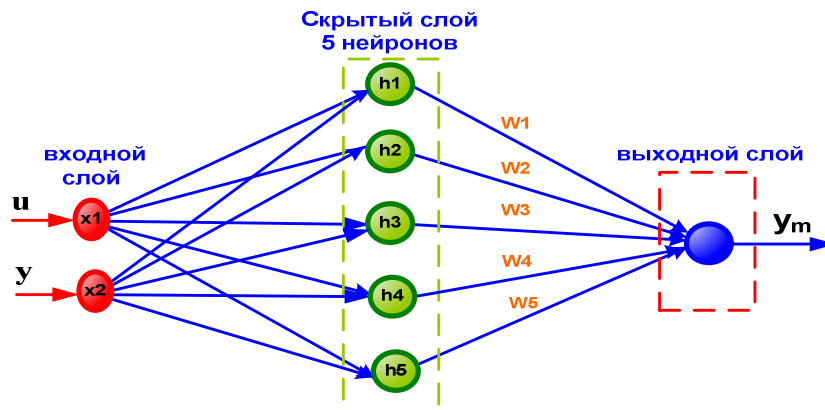 Скрытый слой
5 нейронов
h1
W1
h2
входной
слой
W2
выходной слой
u
x1
h3
W3
ym
y
x2
h4
W4
W5
h5